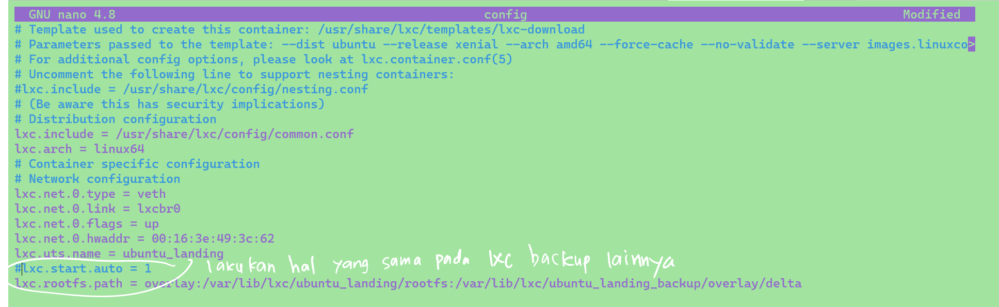 GNU nano 4.8 config Modified
# Template used to create this container: /usr/share/lxc/templates/lxc-download
# Parameters passed to the template: --dist ubuntu --release xenial --arch amd64 --force-cache --no-validate --server images.linuxco>
# For additional config options, please look at lxc.container.conf(5)
# Uncomment the following line to support nesting containers:
#lxc.include = /usr/share/lxc/config/nesting.conf
# (Be aware this has security implications)
# Distribution configuration
lxc.include = /usr/share/lxc/config/common.conf
lxc.arch = linux64
# Container specific configuration
# Network configuration
lxc.net.0.type = veth
lxc.net.0.link = lxcbr0
lxc.net.0.flags = up
lxc.net.0.hwaddr = 00:16:3e:49:3c:62
lxc.uts.name = ubuntu_landing
#lxc.start.auto = 1
lakukan hal yang sama pada lxc backup lainnya
lxc.rootfs.path = overlay:/var/lib/lxc/ubuntu_landing/rootfs:/var/lib/lxc/ubuntu_landing_backup/overlay/delta